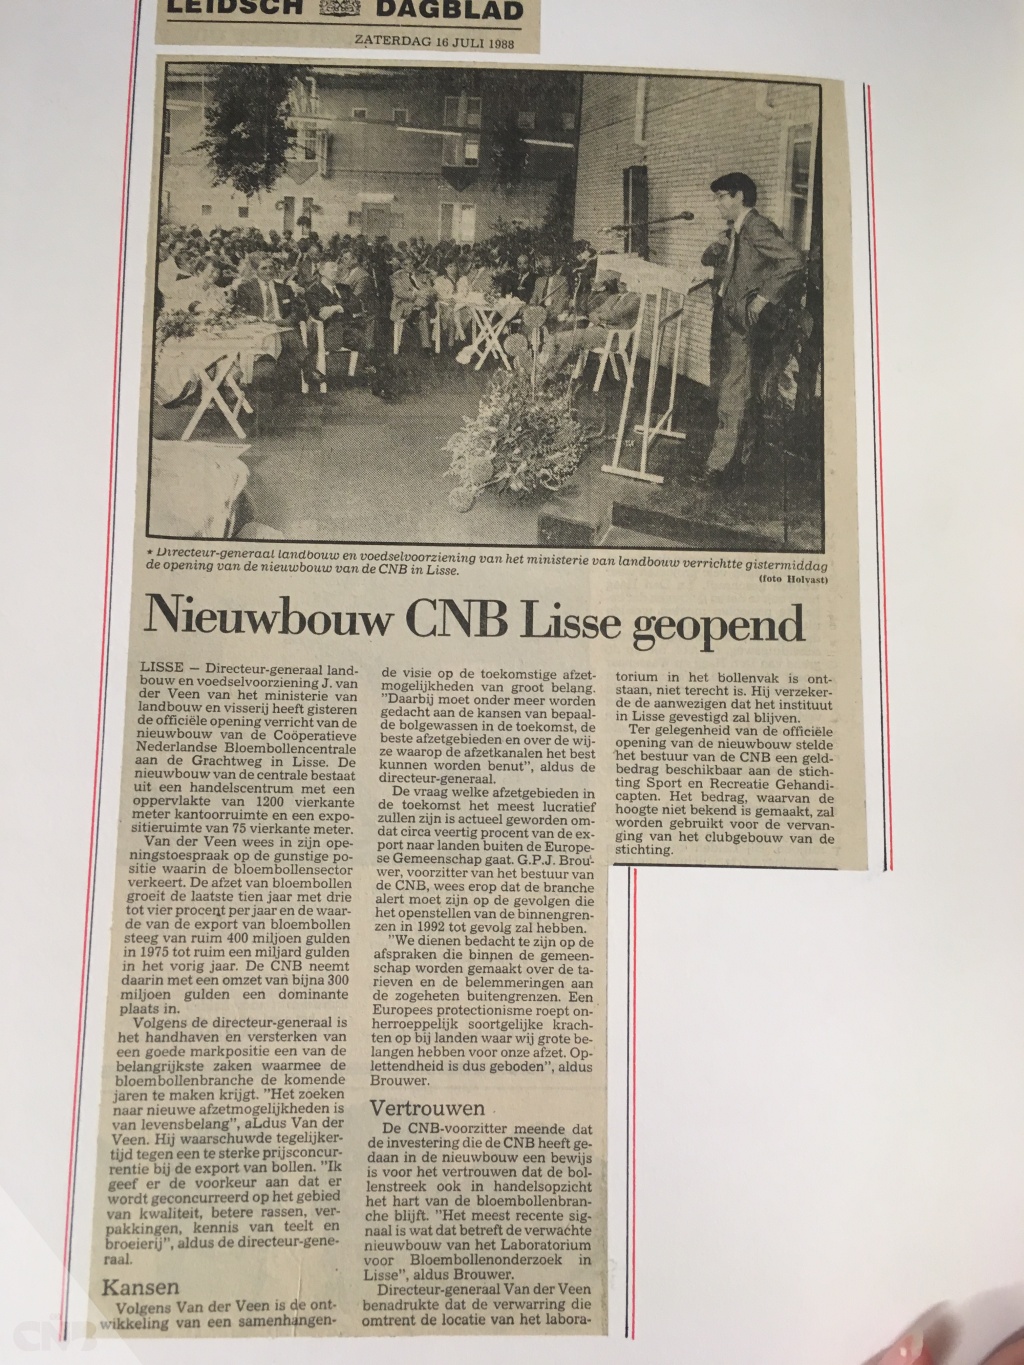 LEIDSCH DAGBLAD
ZATERDAG 16 JULI 1988
★ Directeur-generaal landbouw en voedselvoorziening van het ministerie van landbouw verrichtte gistermiddag
de opening van de nieuwbouw van de CNB in Lisse.
(foto Holvast)
Nieuwbouw CNB Lisse geopend
LISSE – Directeur-generaal land-
bouw en voedselvoorziening J. van
der Veen van het ministerie van
landbouw en visserij heeft gisteren
de officiële opening verricht van de
nieuwbouw van de Coöperatieve
Nederlandse Bloembollencentrale
aan de Grachtweg in Lisse. De
nieuwbouw van de centrale bestaat
uit een handelscentrum met een
oppervlakte van 1200 vierkante
meter kantoorruimte en een expo-
sitieruimte van 75 vierkante meter.
Van der Veen wees in zijn ope-
ningstoespraak op de gunstige po-
sitie waarin de bloembollensector
verkeert. De afzet van bloembollen
groeit de laatste tien jaar met drie
tot vier procent per jaar en de waar-
de van de export van bloembollen
steeg van ruim 400 miljoen gulden
in 1975 tot ruim een miljard gulden
in het vorig jaar. De CNB neemt
daarin met een omzet van bijna 300
miljoen gulden een dominante
plaats in.
Volgens de directeur-generaal is
het handhaven en versterken van
een goede markpositie een van de
belangrijkste zaken waarmee de
bloembollenbranche de komende
jaren te maken krijgt. "Het zoeken
naar nieuwe afzetmogelijkheden is
van levensbelang", aLdus Van der
Veen. Hij waarschuwde tegelijker-
tijd tegen een te sterke prijsconcur-
rentie bij de export van bollen. "Ik
geef er de voorkeur aan dat er
wordt geconcurreerd op het gebied
van kwaliteit, betere rassen, ver-
pakkingen, kennis van teelt en
broeierij", aldus de directeur-gene-
raal.
Kansen
Volgens Van der Veen is de ont-
wikkeling van een samenhangen-
de visie op de toekomstige afzet-
mogelijkheden van groot belang.
"Daarbij moet onder meer worden
gedacht aan de kansen van bepaal-
de bolgewassen in de toekomst, de
beste afzetgebieden en over de wij-
ze waarop de afzetkanalen het best
kunnen worden benut", aldus de
directeur-generaal.
De vraag welke afzetgebieden in
de toekomst het meest lucratief
zullen zijn is actueel geworden om-
dat circa veertig procent van de ex-
port naar landen buiten de Europe-
se Gemeenschap gaat. G.P.J. Brou-
wer, voorzitter van het bestuur van
de CNB, wees erop dat de branche
alert moet zijn op de gevolgen die
het openstellen van de binnengren-
zen in 1992 tot gevolg zal hebben.
"We dienen bedacht te zijn op de
afspraken die binnen de gemeen-
schap worden gemaakt over de ta-
rieven en de belemmeringen aan
de zogeheten buitengrenzen. Een
Europees protectionisme roept on-
herroeppelijk soortgelijke krach-
ten op bij landen waar wij grote be-
langen hebben voor onze afzet. Op-
lettendheid is dus geboden", aldus
Brouwer.
Vertrouwen
De CNB-voorzitter meende dat
de investering die de CNB heeft ge-
daan in de nieuwbouw een bewijs
is voor het vertrouwen dat de bol-
lenstreek ook in handelsopzicht
het hart van de bloembollenbran-
che blijft. "Het meest recente sig-
naal is wat dat betreft de verwachte
nieuwbouw van het Laboratorium
voor Bloembollenonderzoek in
Lisse", aldus Brouwer.
Directeur-generaal Van der Veen
benadrukte dat de verwarring die
omtrent de locatie van het labora-
torium in het bollenvak is ont-
staan, niet terecht is. Hij verzeker-
de de aanwezigen dat het instituut
in Lisse gevestigd zal blijven.
Ter gelegenheid van de officiële
opening van de nieuwbouw stelde
het bestuur van de CNB een geld-
bedrag beschikbaar aan de stich-
ting Sport en Recreatie Gehandi-
capten. Het bedrag, waarvan de
hoogte niet bekend is gemaakt, zal
worden gebruikt voor de vervan-
ging van het clubgebouw van de
stichting.
CNB